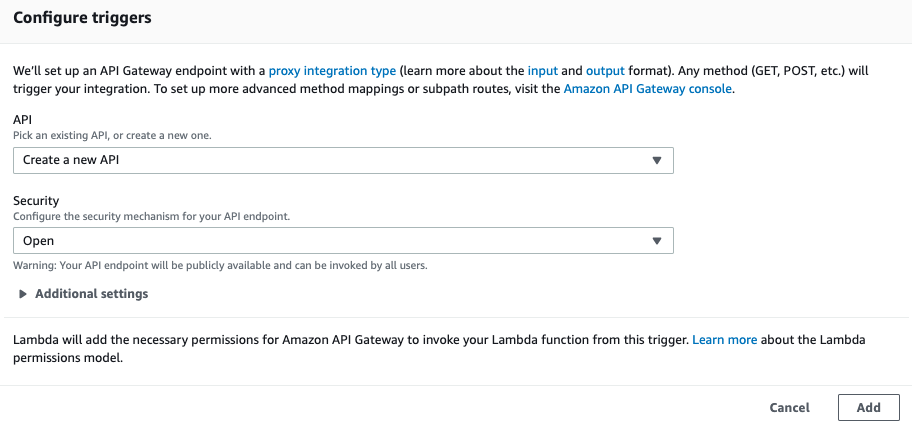 Configure triggers
We'll set up an API Gateway endpoint with a proxy integration type (learn more about the input and output format). Any method (GET, POST, etc.) will
trigger your integration. To set up more advanced method mappings or subpath routes, visit the Amazon API Gateway console.
API
Pick an existing API, or create a new one.
Create a new API
Security
Configure the security mechanism for your API endpoint.
Open
Warning: Your API endpoint will be publicly available and can be invoked by all users.
Additional settings
Lambda will add the necessary permissions for Amazon API Gateway to invoke your Lambda function from this trigger. Learn more about the Lambda
permissions model.
Cancel Add